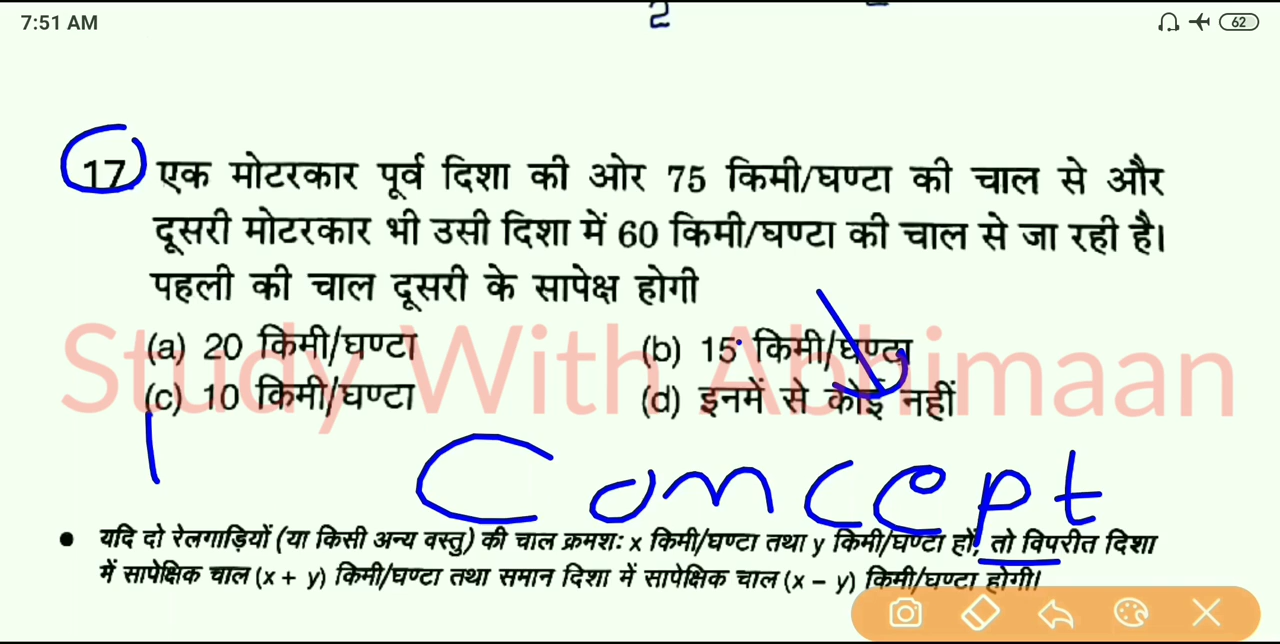 7:51 AM
62
2
17. एक मोटरकार पूर्व दिशा की ओर 75 किमी/घण्टा की चाल से और
दूसरी मोटरकार भी उसी दिशा में 60 किमी/घण्टा की चाल से जा रही है।
पहली की चाल दूसरी के सापेक्ष होगी
(a) 20 किमी/घण्टा (b) 15 किमी/घण्टा
(c) 10 किमी/घण्टा (d) इनमें से कोई नहीं
Study With Abhimaan
Concept
• यदि दो रेलगाड़ियों (या किसी अन्य वस्तु) की चाल क्रमशः x किमी/घण्टा तथा y किमी/घण्टा हों, तो विपरीत दिशा
में सापेक्षिक चाल (x + y) किमी/घण्टा तथा समान दिशा में सापेक्षिक चाल (x − y) किमी/घण्टा होगी।